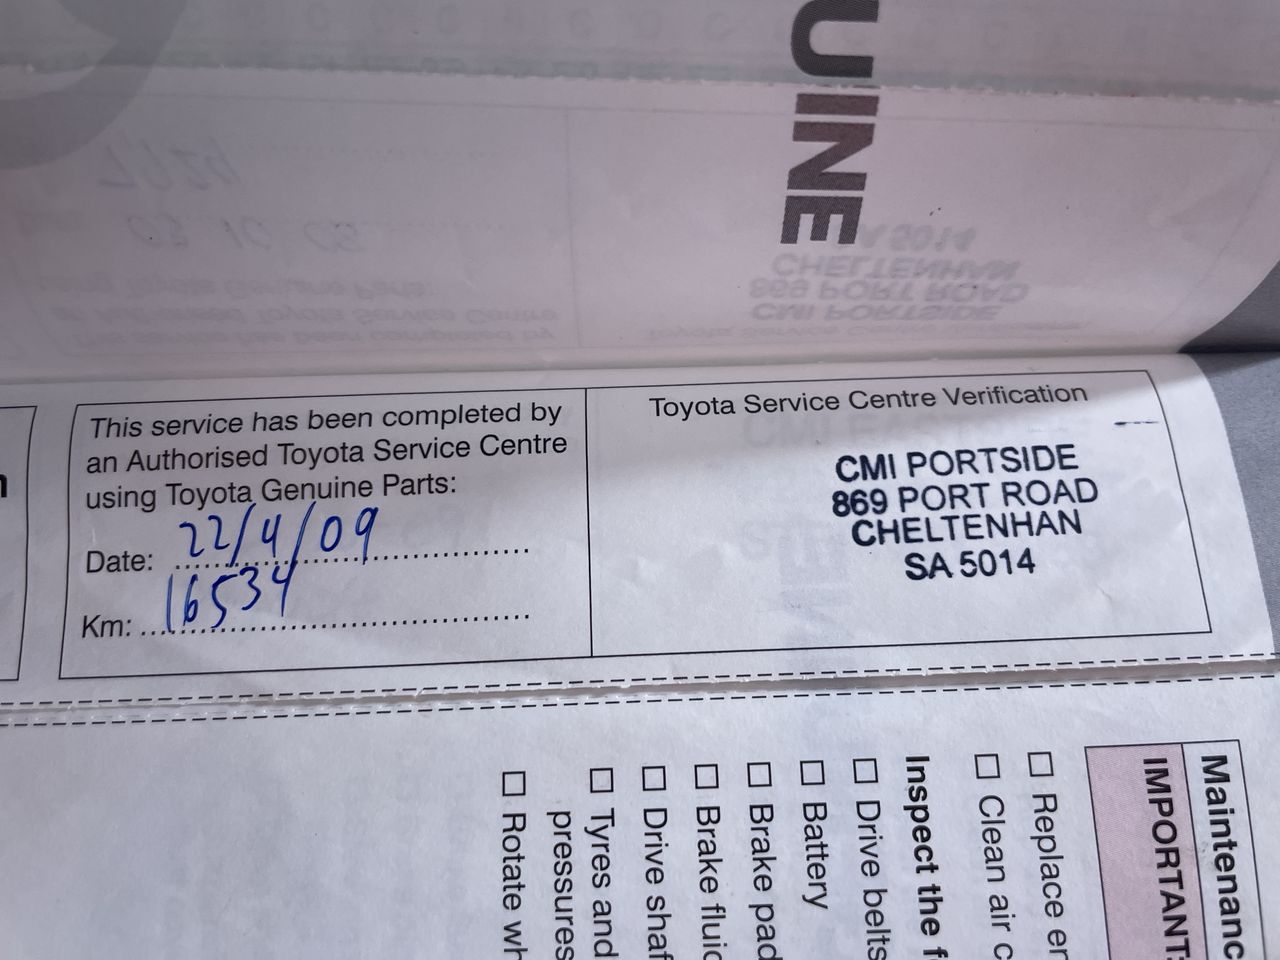 UINE
This service has been completed by
an Authorised Toyota Service Centre
using Toyota Genuine Parts:
Date: 22/4/09
Km: 16534
Toyota Service Centre Verification
CMI PORTSIDE
869 PORT ROAD
CHELTENHAN
SA 5014
Maintenanc
IMPORTANT:
Replace en
Clean air c
Inspect the f
Drive belts
Battery
Brake pad
Brake fluid
Drive shaf
Tyres and
pressures
Rotate wh